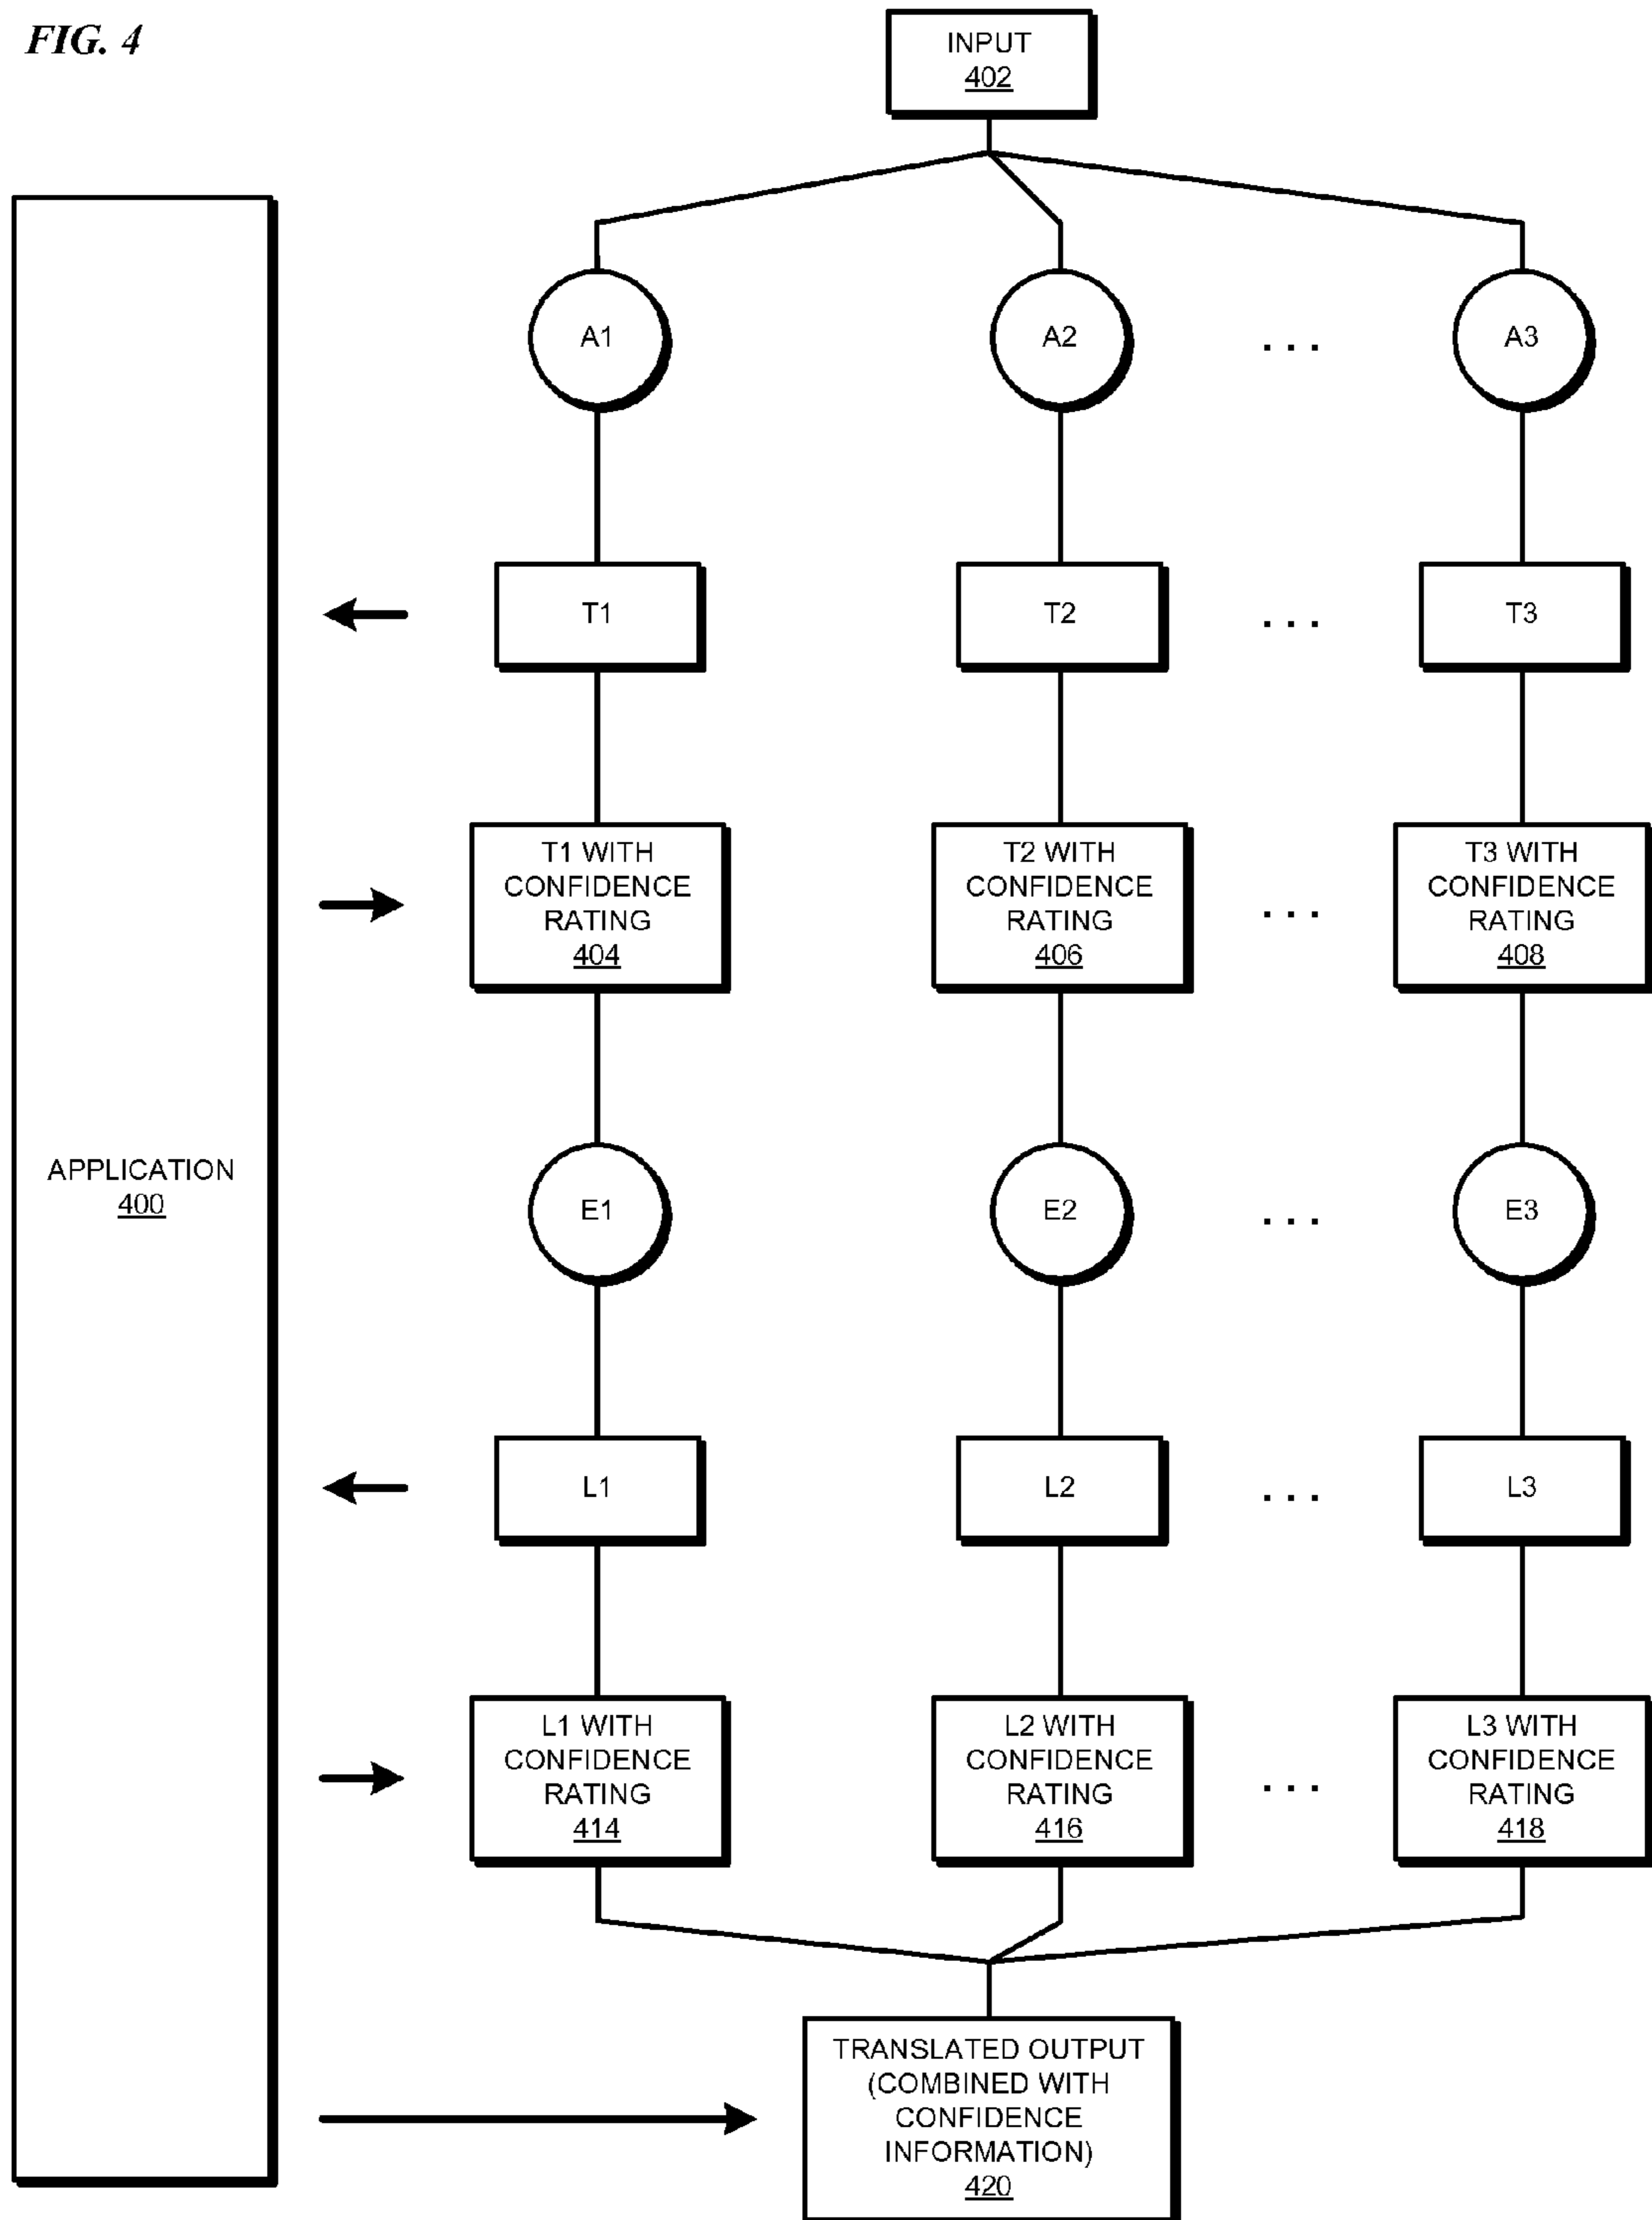 FIG. 4
INPUT
402
A1
A2
. . .
A3
T1
T2
. . .
T3
T1 WITH
CONFIDENCE
RATING
404
T2 WITH
CONFIDENCE
RATING
406
. . .
T3 WITH
CONFIDENCE
RATING
408
APPLICATION
400
E1
E2
. . .
E3
L1
L2
. . .
L3
L1 WITH
CONFIDENCE
RATING
414
L2 WITH
CONFIDENCE
RATING
416
. . .
L3 WITH
CONFIDENCE
RATING
418
TRANSLATED OUTPUT
(COMBINED WITH
CONFIDENCE
INFORMATION)
420